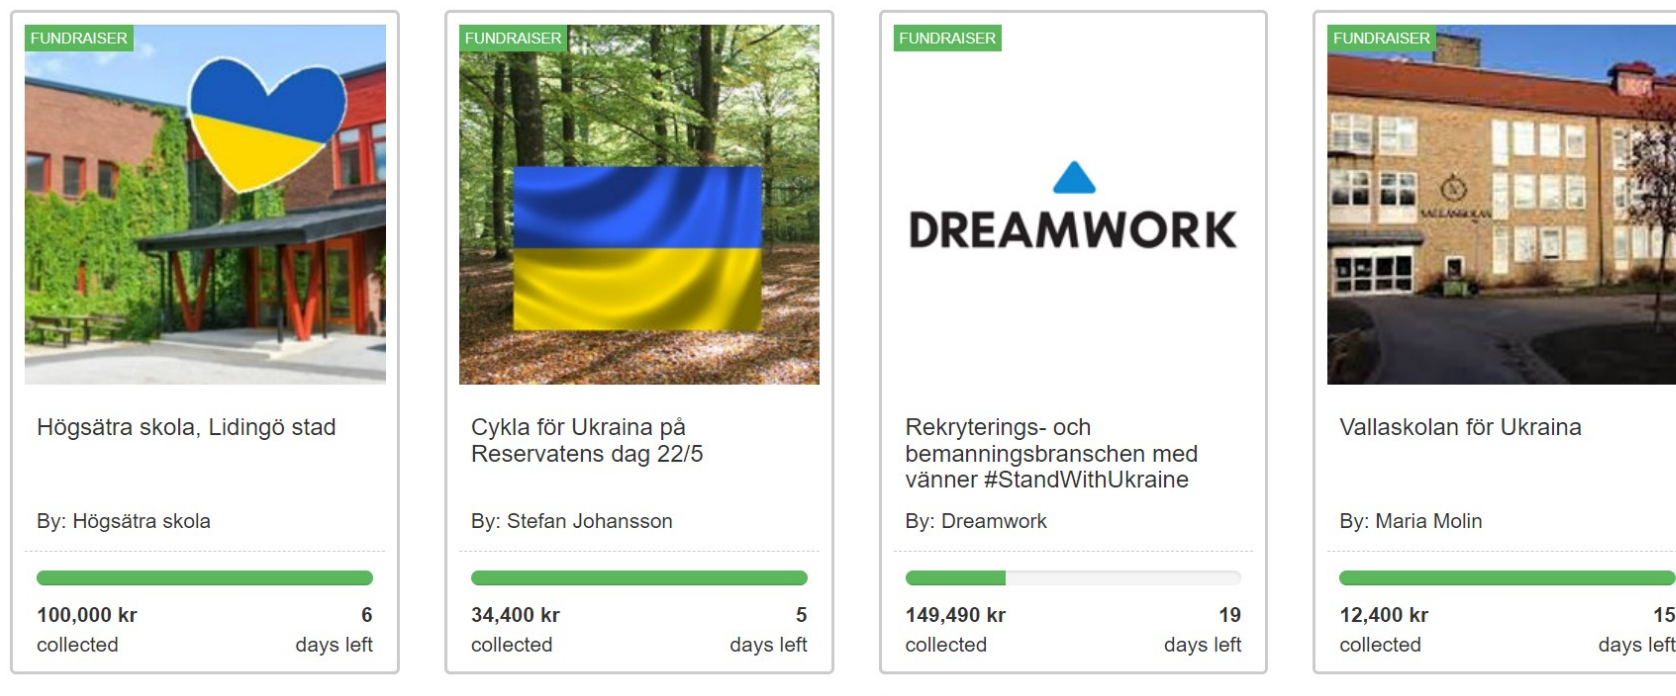 FUNDRAISER
Högsätra skola, Lidingö stad
By: Högsätra skola
100,000 kr
6
collected
days left
FUNDRAISER
Cykla för Ukraina på
Reservatens dag 22/5
By: Stefan Johansson
34,400 kr
5
collected
days left
FUNDRAISER
DREAMWORK
Rekryterings- och
bemanningsbranschen med
vänner #StandWithUkraine
By: Dreamwork
149,490 kr
19
collected
days left
FUNDRAISER
VALLASKOLAN
Vallaskolan för Ukraina
By: Maria Molin
12,400 kr
15
collected
days left